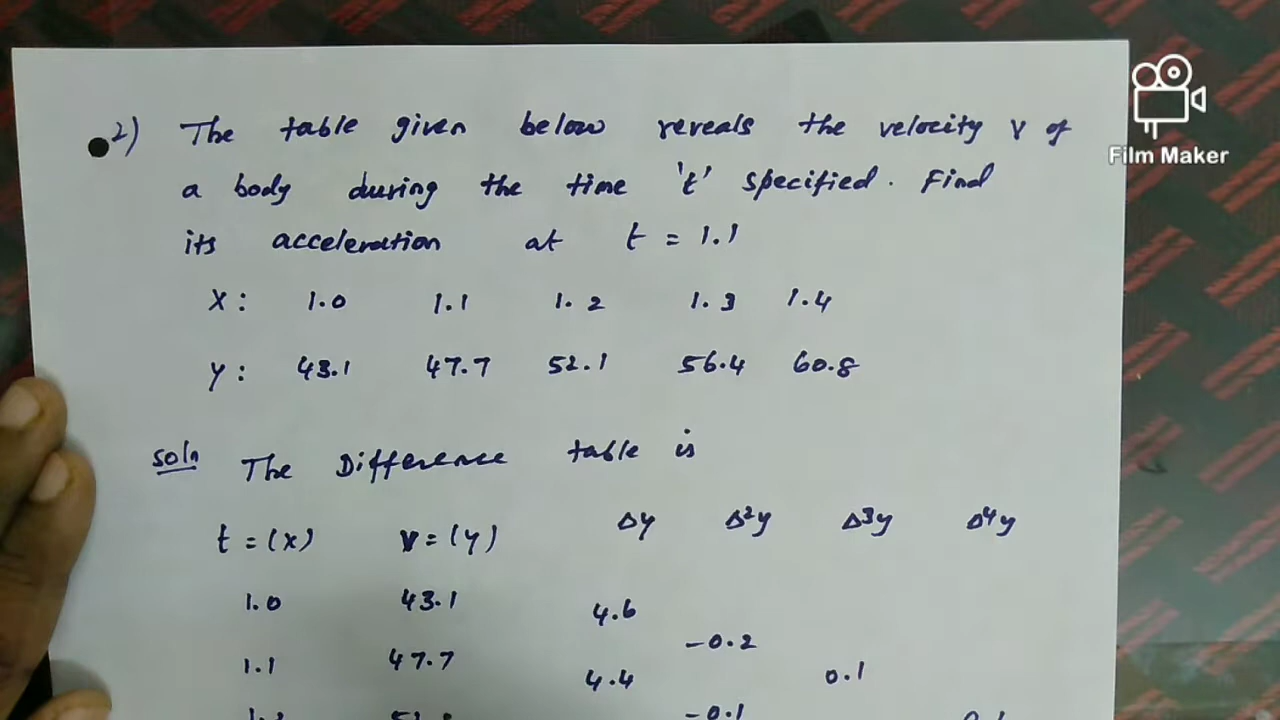 2) The table given below reveals the velocity v of
a body during the time 't' specified. Find
its acceleration at t = 1.1
X: 1.0 1.1 1.2 1.3 1.4
y: 43.1 47.7 52.1 56.4 60.8
Soln The Difference table is
t = (x) v = (y) Δy Δ²y Δ3y Δ4y
1.0 43.1
4.6
-0.2
1.1 47.7
4.4 0.1
-0.1
Film Maker